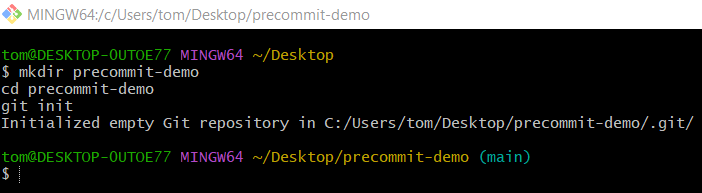 MINGW64:/c/Users/tom/Desktop/precommit-demo
tom@DESKTOP-OUTOE77 MINGW64 ~/Desktop
$ mkdir precommit-demo
cd precommit-demo
git init
Initialized empty Git repository in C:/Users/tom/Desktop/precommit-demo/.git/
tom@DESKTOP-OUTOE77 MINGW64 ~/Desktop/precommit-demo (main)
$